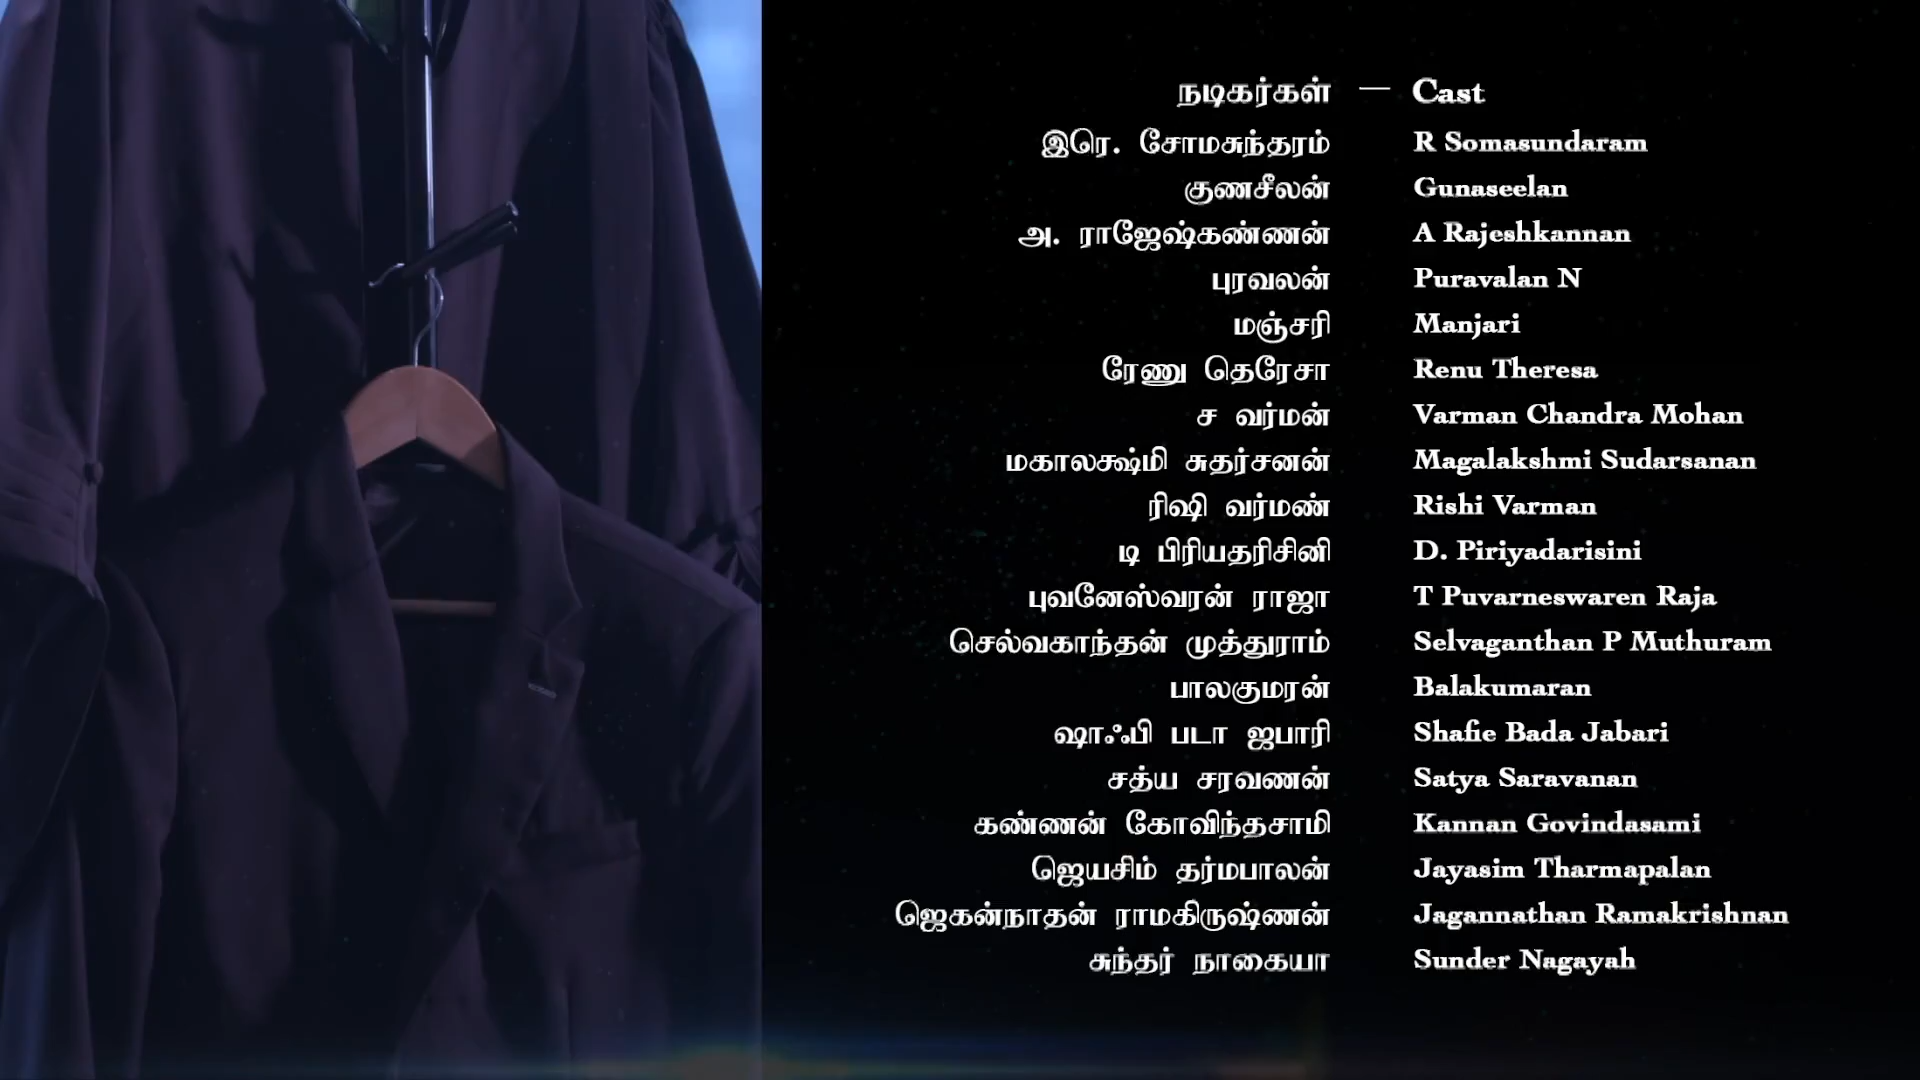 நடிகர்கள் — Cast
இரெ. சோமசுந்தரம் R Somasundaram
குணசீலன் Gunaseelan
அ. ராஜேஷ்கண்ணன் A Rajeshkannan
புரவலன் Puravalan N
மஞ்சரி Manjari
ரேணு தெரேசா Renu Theresa
ச வர்மன் Varman Chandra Mohan
மகாலக்ஷ்மி சுதர்சனன் Magalakshmi Sudarsanan
ரிஷி வர்மண் Rishi Varman
டி பிரியதரிசினி D. Piriyadarisini
புவனேஸ்வரன் ராஜா T Puvarneswaren Raja
செல்வகாந்தன் முத்துராம் Selvaganthan P Muthuram
பாலகுமரன் Balakumaran
ஷாஃபி படா ஜபாரி Shafie Bada Jabari
சத்ய சரவணன் Satya Saravanan
கண்ணன் கோவிந்தசாமி Kannan Govindasami
ஜெயசிம் தர்மபாலன் Jayasim Tharmapalan
ஜெகன்நாதன் ராமகிருஷ்ணன் Jagannathan Ramakrishnan
சுந்தர் நாகையா Sunder Nagayah